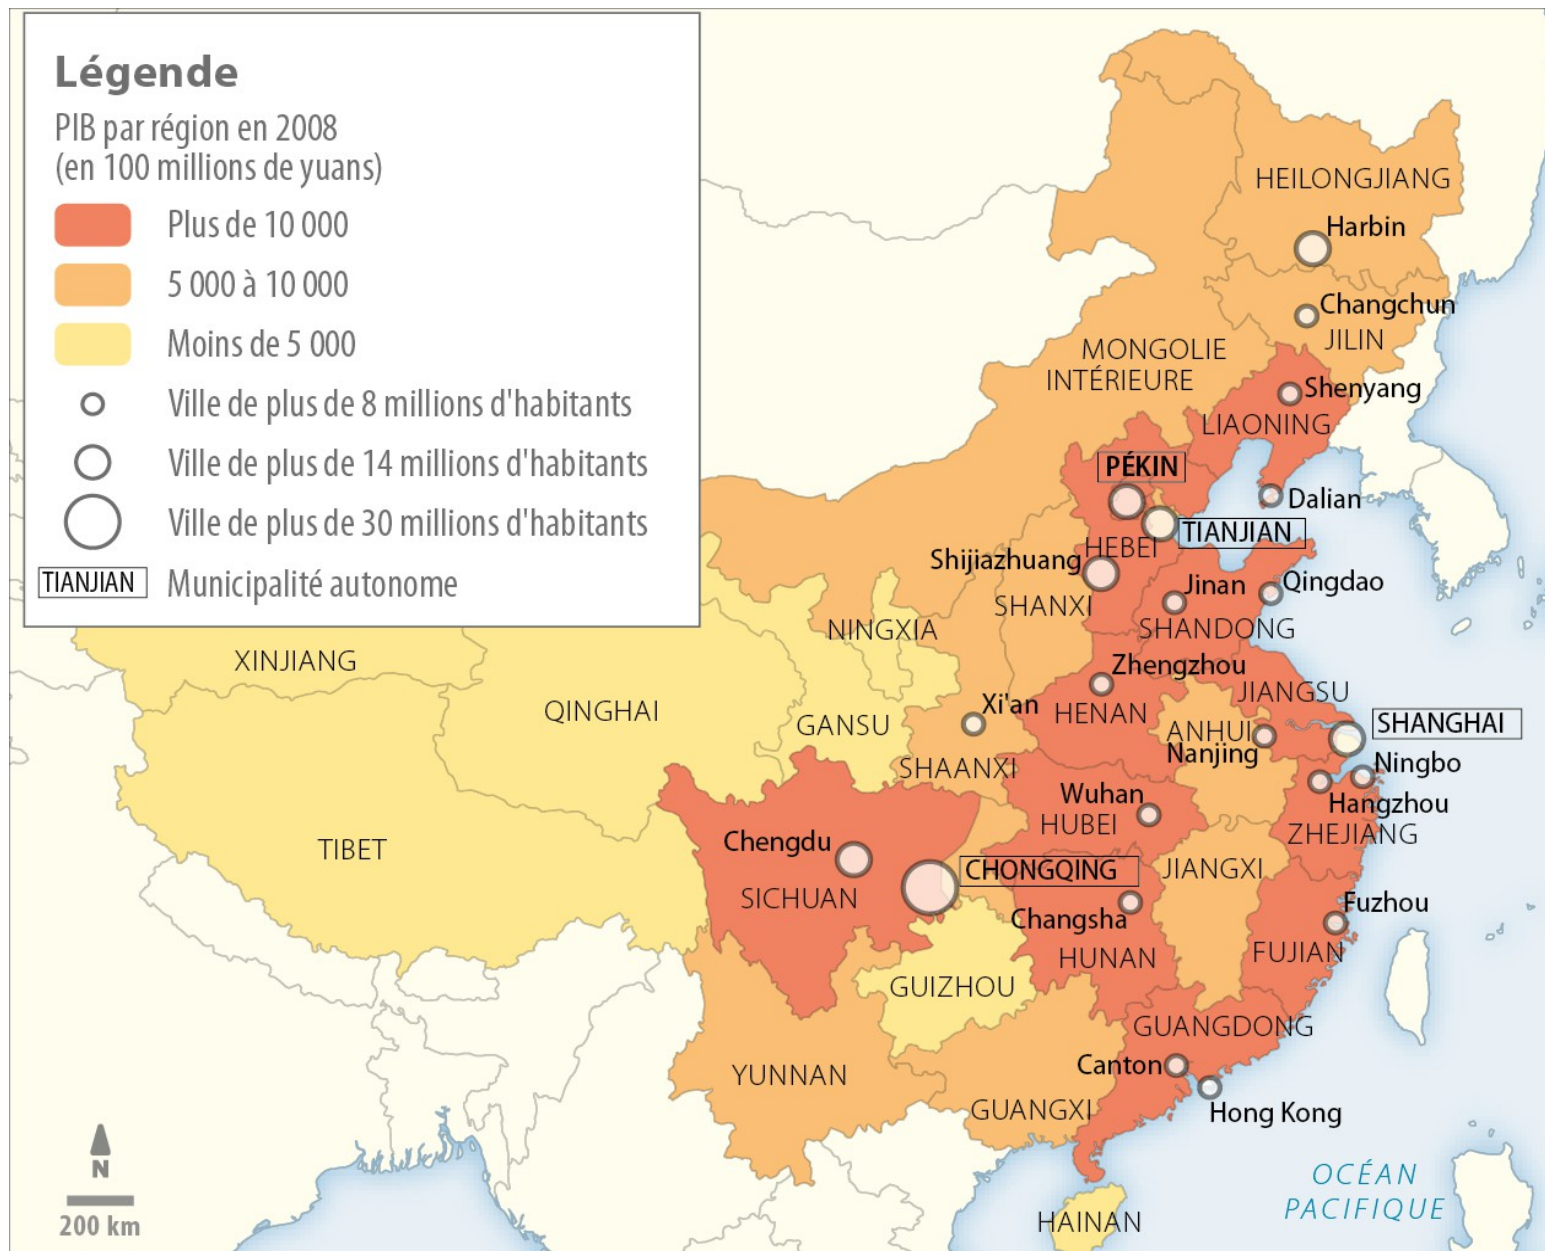 Légende
PIB par région en 2008
(en 100 millions de yuans)
Plus de 10 000
5 000 à 10 000
Moins de 5 000
Ville de plus de 8 millions d'habitants
Ville de plus de 14 millions d'habitants
Ville de plus de 30 millions d'habitants
TIANJIAN Municipalité autonome
HEILONGJIANG
Harbin
Changchun
JILIN
MONGOLIE
INTÉRIEURE
Shenyang
LIAONING
PÉKIN
Dalian
TIANJIAN
HEBEI
Shijiazhuang
Jinan
Qingdao
SHANXI
SHANDONG
NINGXIA
XINJIANG
Zhengzhou
JIANGSU
QINGHAI
GANSU
Xi'an
HENAN
ANHUI
SHANGHAI
Nanjing
SHAANXI
Ningbo
Wuhan
Hangzhou
HUBEI
ZHEJIANG
TIBET
Chengdu
CHONGQING
JIANGXI
SICHUAN
Changsha
Fuzhou
HUNAN
FUJIAN
GUIZHOU
GUANGDONG
YUNNAN
Canton
GUANGXI
Hong Kong
N
200 km
OCÉAN
PACIFIQUE
HAINAN